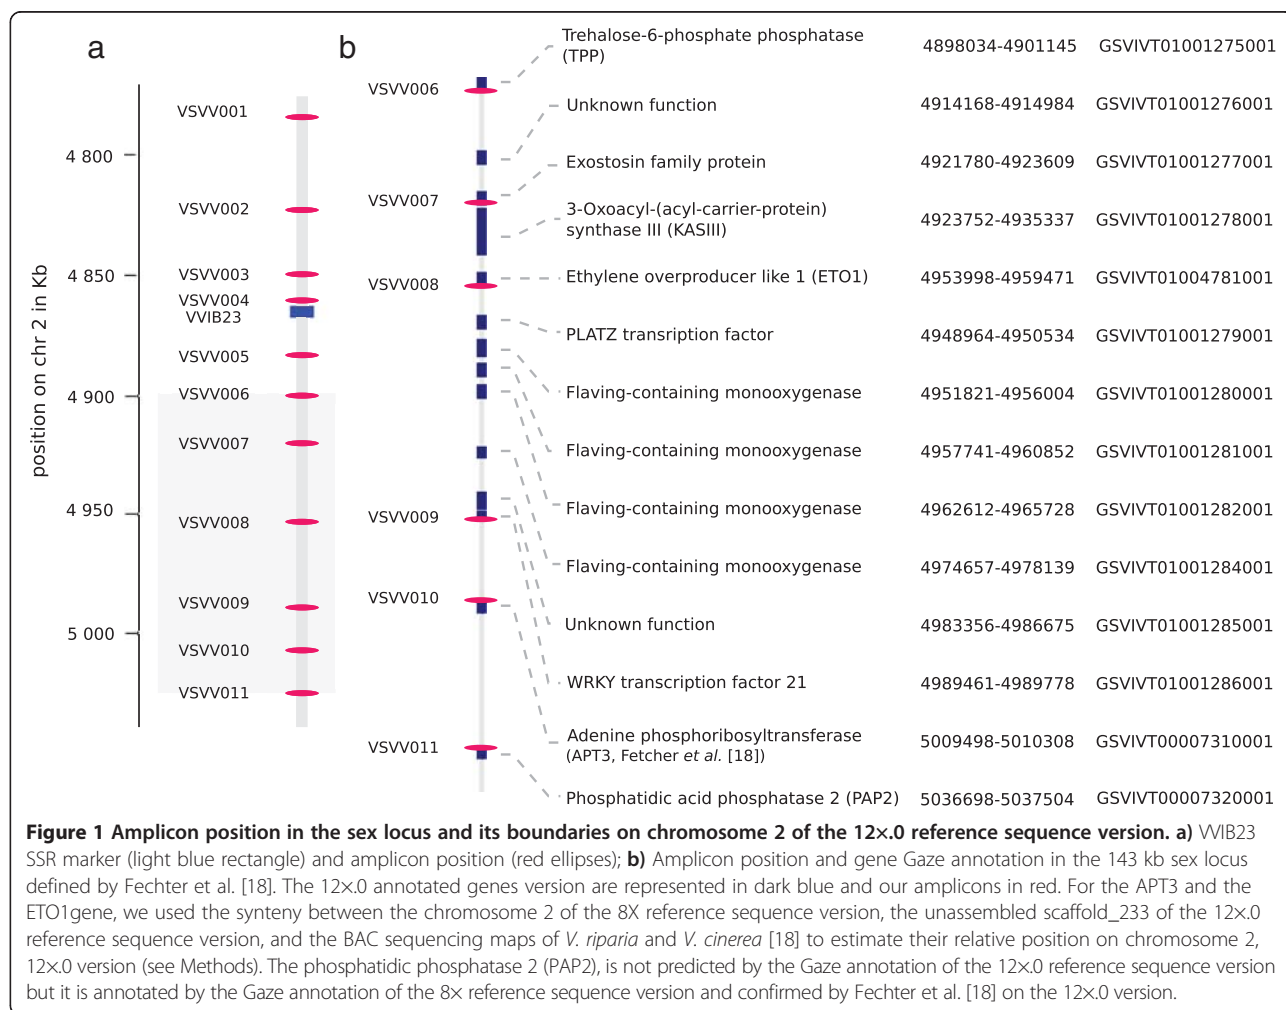 a
b
position on chr 2 in Kb
4 800
4 850
4 900
4 950
5 000
VSVV001
VSVV002
VSVV003
VSVV004
VVIB23
VSVV005
VSVV006
VSVV007
VSVV008
VSVV009
VSVV010
VSVV011
VSVV006
VSVV007
VSVV008
VSVV009
VSVV010
VSVV011
Trehalose-6-phosphate phosphatase
(TPP) 4898034-4901145 GSVIVT01001275001
Unknown function 4914168-4914984 GSVIVT01001276001
Exostosin family protein 4921780-4923609 GSVIVT01001277001
3-Oxoacyl-(acyl-carrier-protein)
synthase III (KASIII) 4923752-4935337 GSVIVT01001278001
Ethylene overproducer like 1 (ETO1) 4953998-4959471 GSVIVT01004781001
PLATZ transription factor 4948964-4950534 GSVIVT01001279001
Flaving-containing monooxygenase 4951821-4956004 GSVIVT01001280001
Flaving-containing monooxygenase 4957741-4960852 GSVIVT01001281001
Flaving-containing monooxygenase 4962612-4965728 GSVIVT01001282001
Flaving-containing monooxygenase 4974657-4978139 GSVIVT01001284001
Unknown function 4983356-4986675 GSVIVT01001285001
WRKY transcription factor 21 4989461-4989778 GSVIVT01001286001
Adenine phosphoribosyltransferase
(APT3, Fetcher et al. [18]) 5009498-5010308 GSVIVT00007310001
Phosphatidic acid phosphatase 2 (PAP2) 5036698-5037504 GSVIVT00007320001
Figure 1 Amplicon position in the sex locus and its boundaries on chromosome 2 of the 12×.0 reference sequence version. a) VVIB23
SSR marker (light blue rectangle) and amplicon position (red ellipses); b) Amplicon position and gene Gaze annotation in the 143 kb sex locus
defined by Fechter et al. [18]. The 12×.0 annotated genes version are represented in dark blue and our amplicons in red. For the APT3 and the
ETO1gene, we used the synteny between the chromosome 2 of the 8X reference sequence version, the unassembled scaffold_233 of the 12×.0
reference sequence version, and the BAC sequencing maps of V. riparia and V. cinerea [18] to estimate their relative position on chromosome 2,
12×.0 version (see Methods). The phosphatidic phosphatase 2 (PAP2), is not predicted by the Gaze annotation of the 12×.0 reference sequence version
but it is annotated by the Gaze annotation of the 8× reference sequence version and confirmed by Fechter et al. [18] on the 12×.0 version.